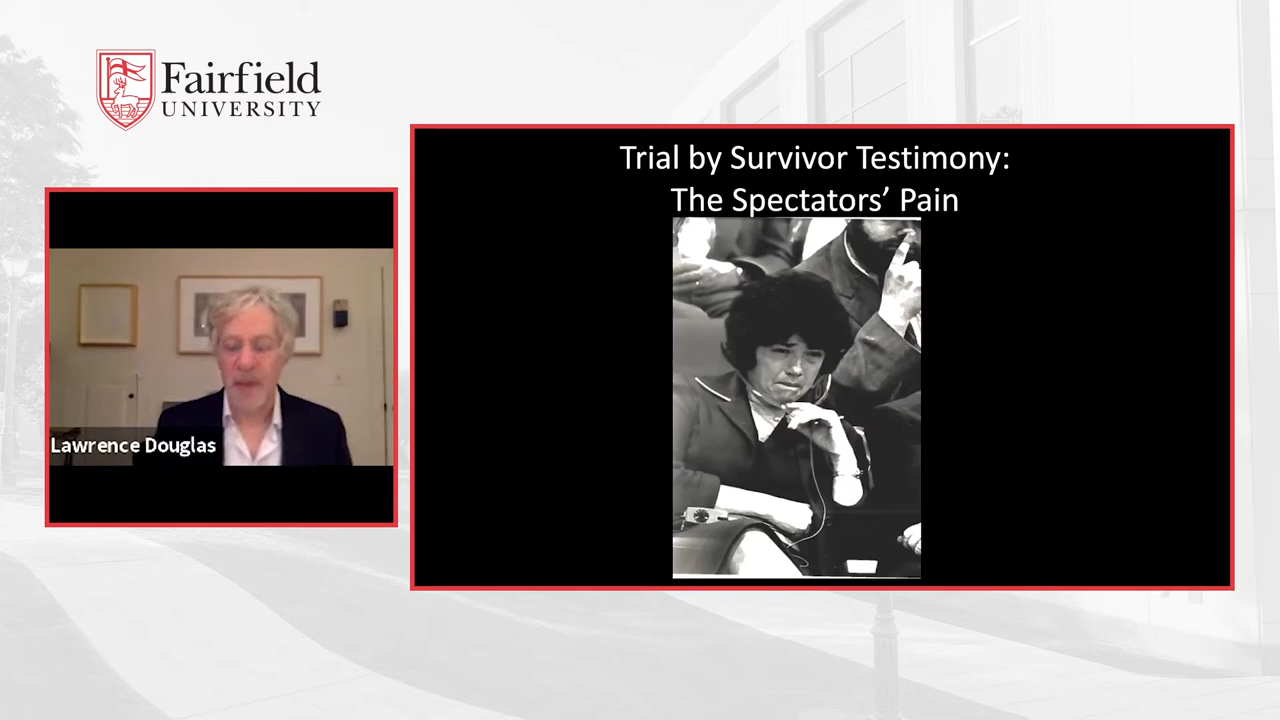 Fairfield
UNIVERSITY
Trial by Survivor Testimony:
The Spectators’ Pain
Lawrence Douglas